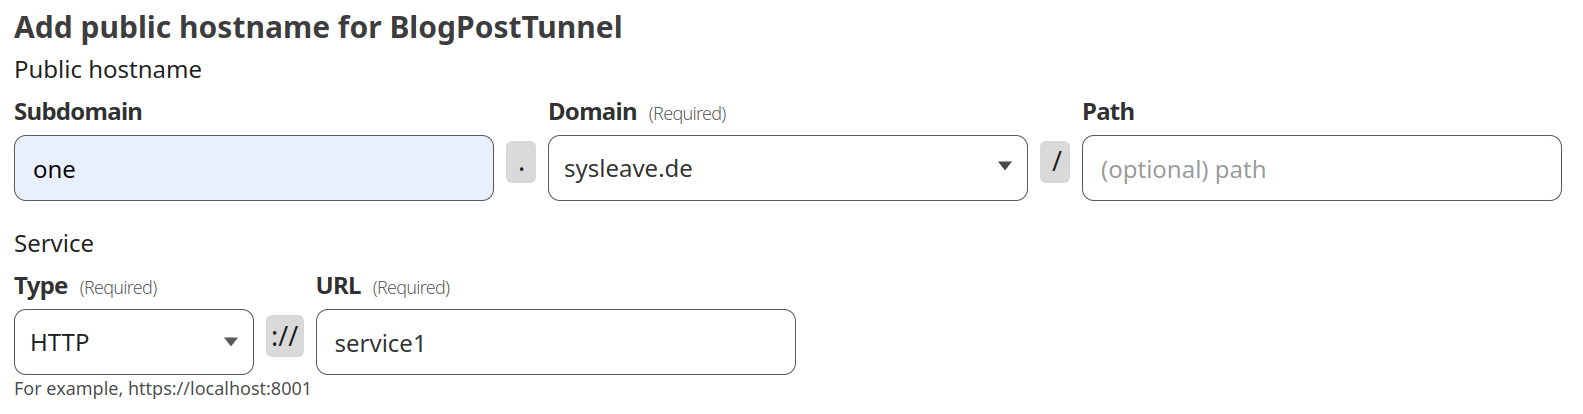 Add public hostname for BlogPostTunnel
Public hostname
Subdomain Domain (Required) Path
one . sysleave.de / (optional) path
Service
Type (Required) URL (Required)
HTTP :// service1
For example, https://localhost:8001